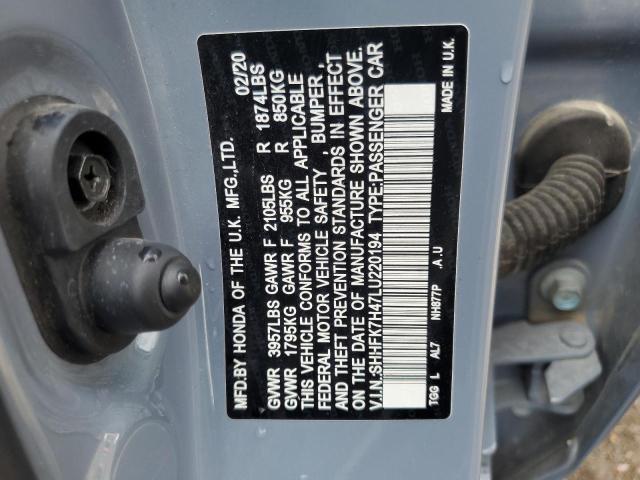 MFD.BY HONDA OF THE U.K. MFG.,LTD. 02/20
GVWR 3957LBS GAWR F 2105LBS R 1874LBS
GVWR 1795KG GAWR F 955KG R 850KG
THIS VEHICLE CONFORMS TO ALL APPLICABLE
FEDERAL MOTOR VEHICLE SAFETY , BUMPER ,
AND THEFT PREVENTION STANDARDS IN EFFECT
ON THE DATE OF MANUFACTURE SHOWN ABOVE.
V.I.N.:SHHFK7H47LU220194 TYPE:PASSENGER CAR
TGG L AL7 NH877P .A.U MADE IN U.K.